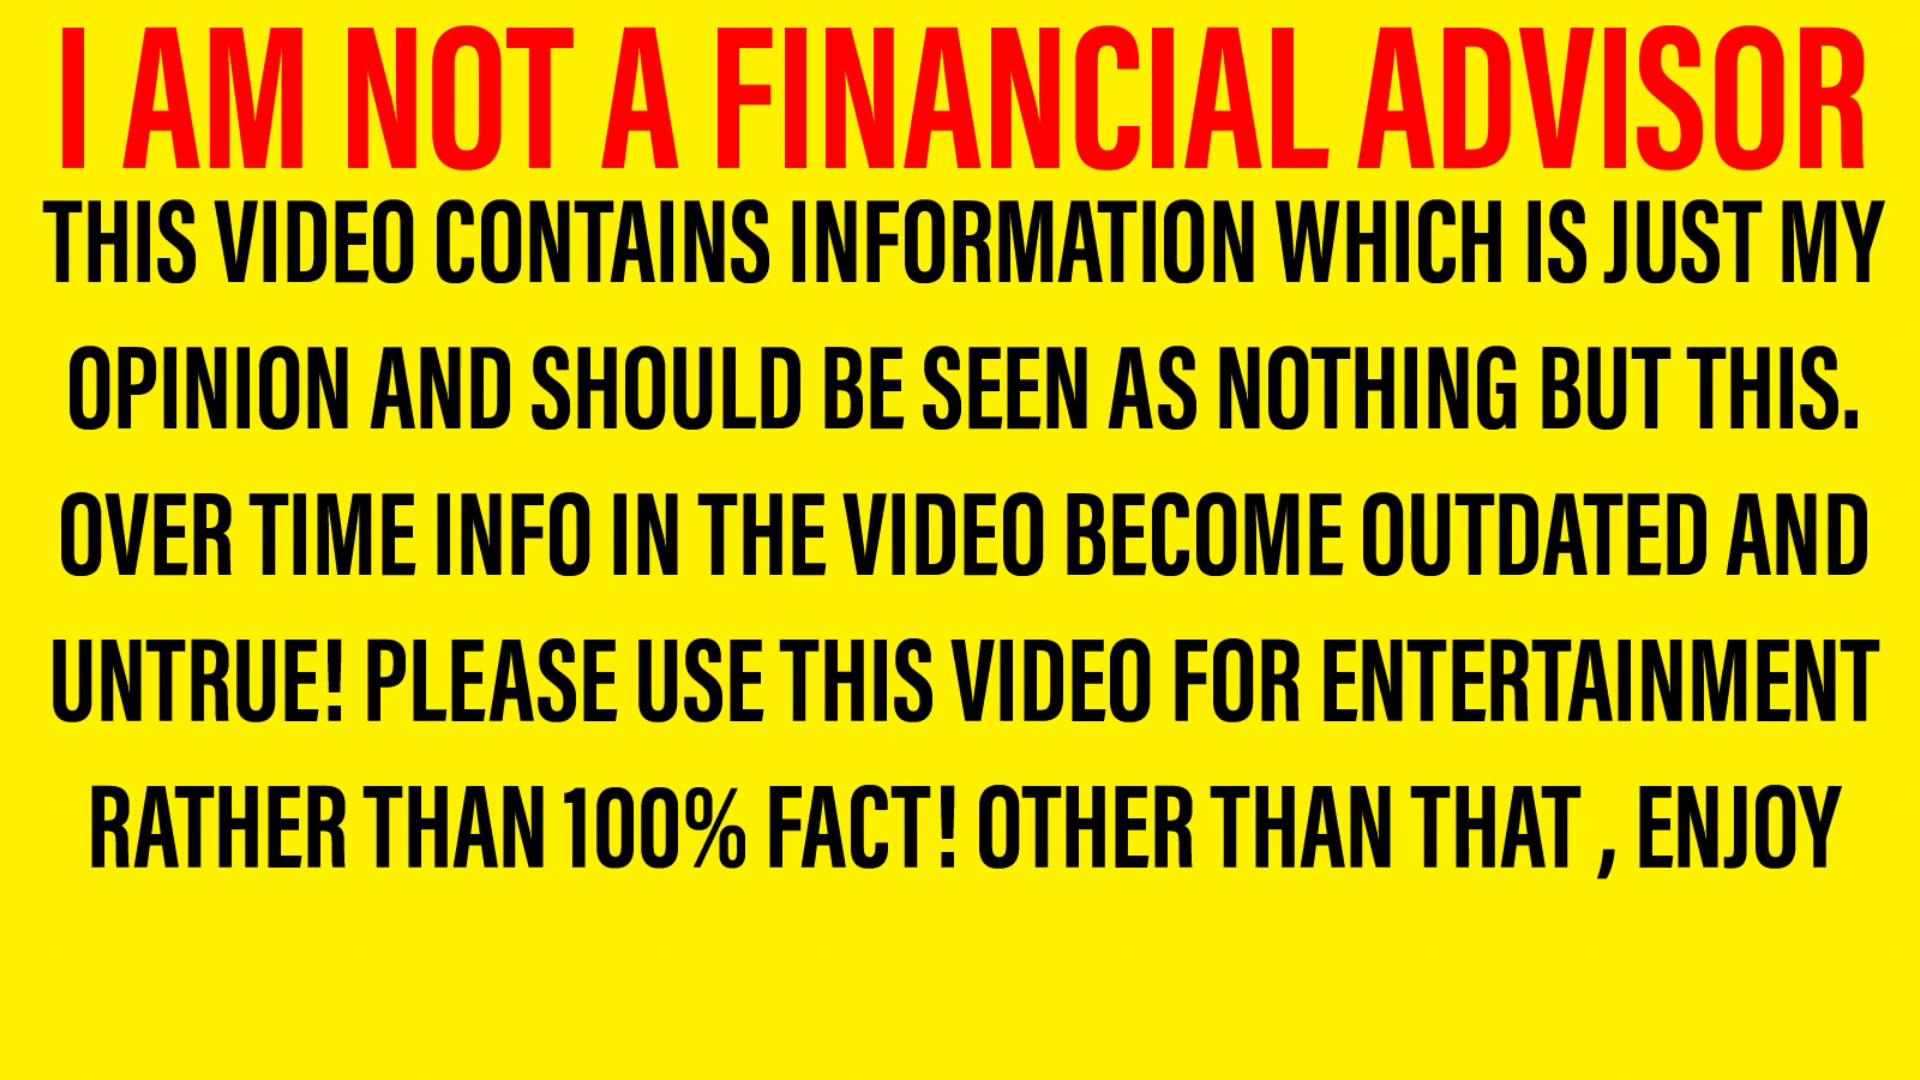 I AM NOT A FINANCIAL ADVISOR
THIS VIDEO CONTAINS INFORMATION WHICH IS JUST MY
OPINION AND SHOULD BE SEEN AS NOTHING BUT THIS.
OVER TIME INFO IN THE VIDEO BECOME OUTDATED AND
UNTRUE! PLEASE USE THIS VIDEO FOR ENTERTAINMENT
RATHER THAN 100% FACT! OTHER THAN THAT , ENJOY